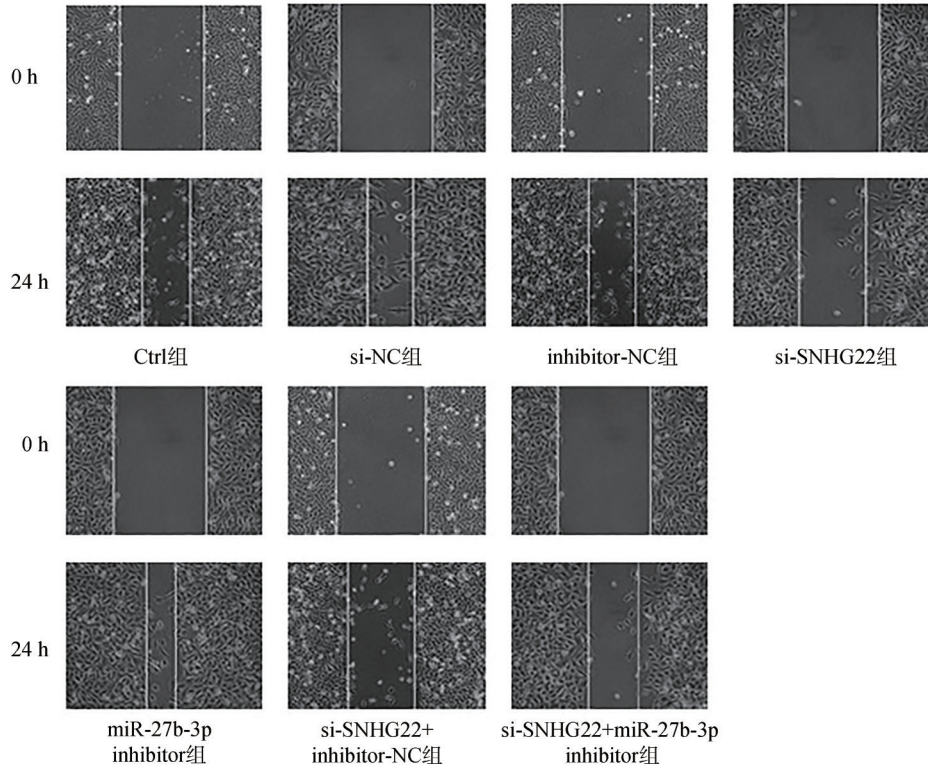 0 h
24 h
Ctrl组
si-NC组
inhibitor-NC组
si-SNHG22组
0 h
24 h
miR-27b-3p
inhibitor组
si-SNHG22+
inhibitor-NC组
si-SNHG22+miR-27b-3p
inhibitor组